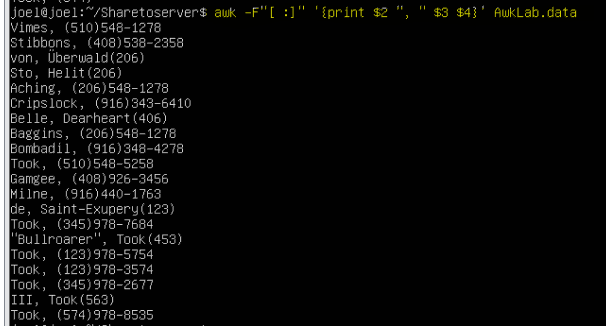 joel@joel:~/Sharetoserver$ awk -F"[ :]" '{print $2 ", " $3 $4}' AwkLab.data
Vimes, (510)548-1278
Stibbons, (408)538-2358
von, Überwald(206)
Sto, Helit(206)
Aching, (206)548-1278
Cripslock, (916)343-6410
Belle, Dearheart(406)
Baggins, (206)548-1278
Bombadil, (916)348-4278
Took, (510)548-5258
Gamgee, (408)926-3456
Milne, (916)440-1763
de, Saint-Exupery(123)
Took, (345)978-7684
"Bullroarer", Took(453)
Took, (123)978-5754
Took, (123)978-3574
Took, (345)978-2677
III, Took(563)
Took, (574)978-8535